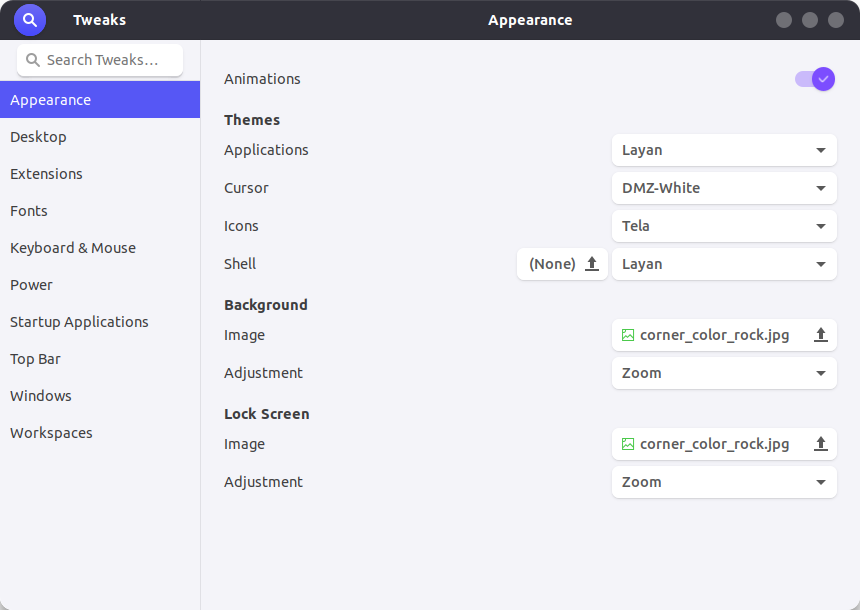 Tweaks
Appearance
Search Tweaks...
Appearance
Desktop
Extensions
Fonts
Keyboard & Mouse
Power
Startup Applications
Top Bar
Windows
Workspaces
Animations
Themes
Applications Layan
Cursor DMZ-White
Icons Tela
Shell (None) Layan
Background
Image corner_color_rock.jpg
Adjustment Zoom
Lock Screen
Image corner_color_rock.jpg
Adjustment Zoom